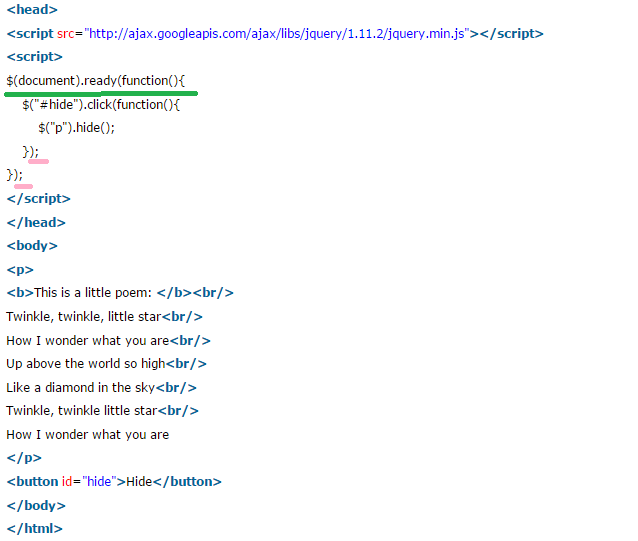 <head>
<script src="http://ajax.googleapis.com/ajax/libs/jquery/1.11.2/jquery.min.js"></script>
<script>
$(document).ready(function(){
$("#hide").click(function(){
$("p").hide();
});
});
</script>
</head>
<body>
<p>
<b>This is a little poem: </b><br/>
Twinkle, twinkle, little star<br/>
How I wonder what you are<br/>
Up above the world so high<br/>
Like a diamond in the sky<br/>
Twinkle, twinkle little star<br/>
How I wonder what you are
</p>
<button id="hide">Hide</button>
</body>
</html>